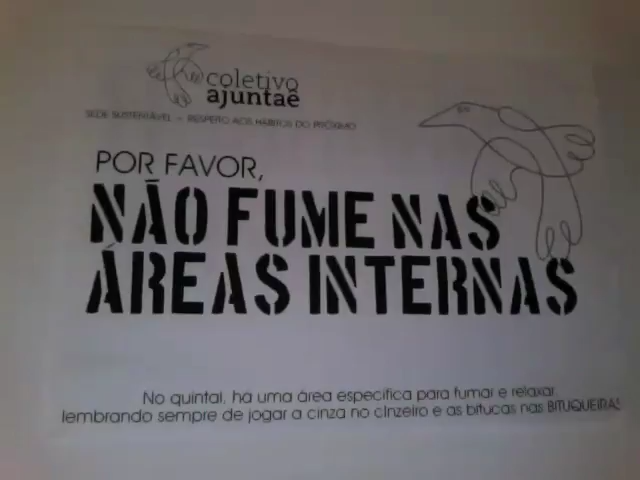 coletivo
ajuntaê
SEDE SUSTENTÁVEL - RESPEITO AOS HÁBITOS DO PRÓXIMO
POR FAVOR,
NÃO FUME NAS
ÁREAS INTERNAS
No quintal, há uma área específica para fumar e relaxar
lembrando sempre de jogar a cinza no cInzeiro e as bitucas nas BITUQUEIRAS